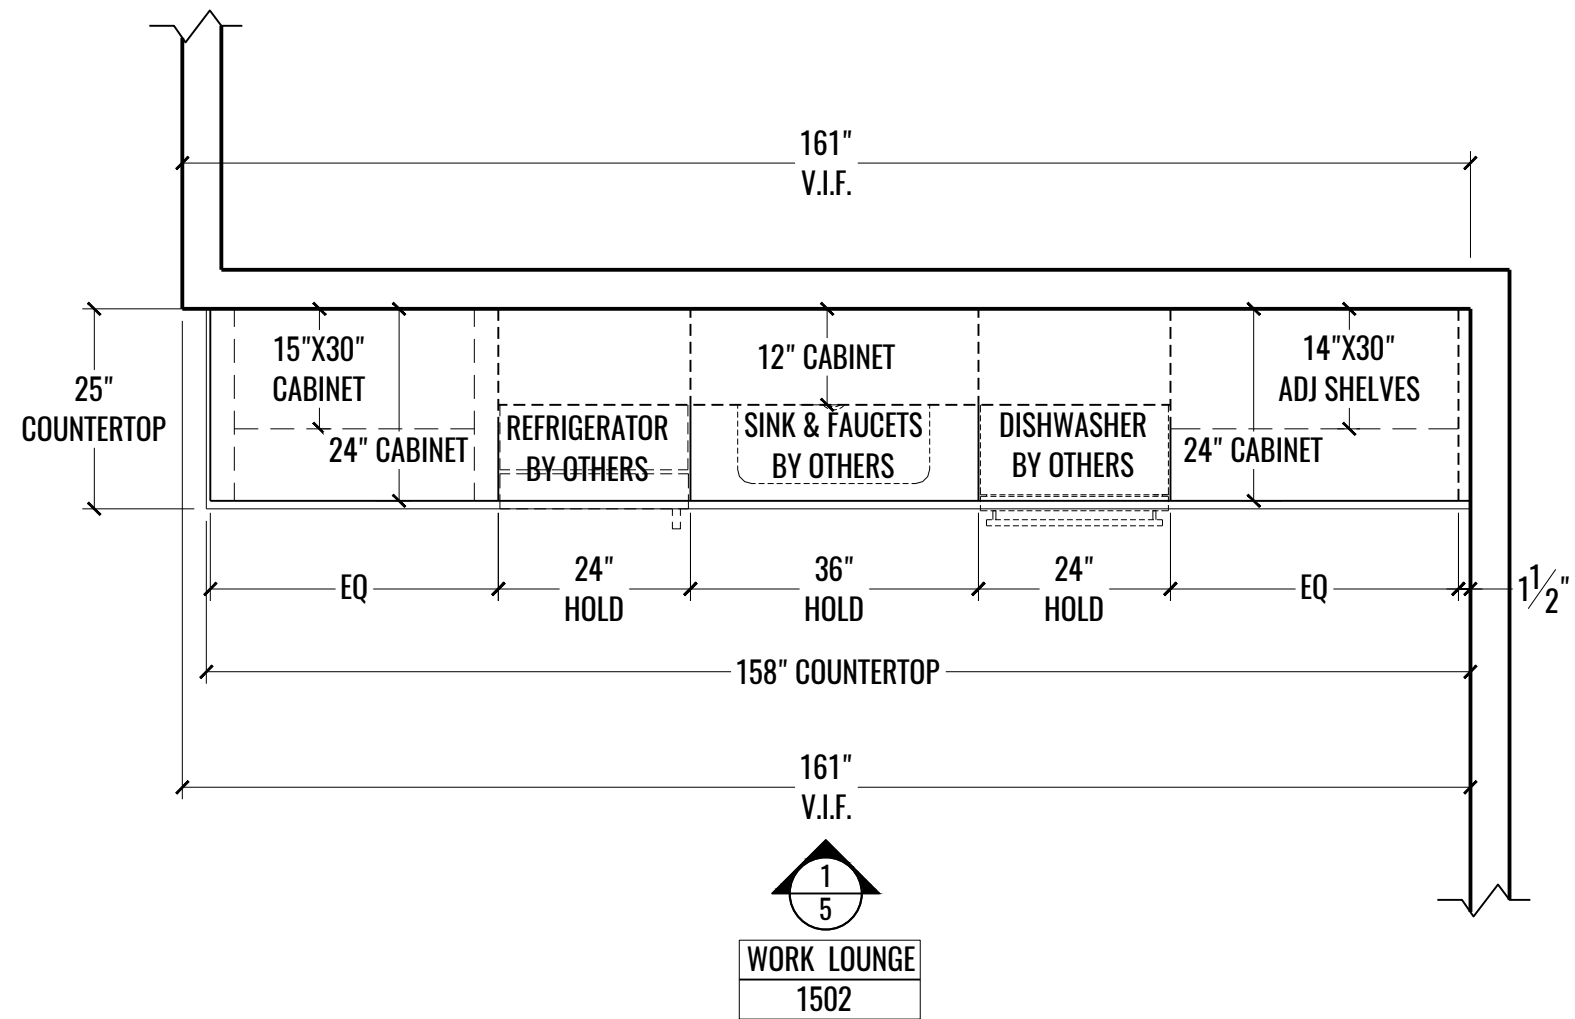 161"
V.I.F.
15"X30"
CABINET
12" CABINET
14"X30"
ADJ SHELVES
25"
COUNTERTOP
24" CABINET
REFRIGERATOR
BY OTHERS
SINK & FAUCETS
BY OTHERS
DISHWASHER
BY OTHERS
24" CABINET
EQ
24"
HOLD
36"
HOLD
24"
HOLD
EQ
1 1/2"
158" COUNTERTOP
161"
V.I.F.
1
5
WORK LOUNGE
1502